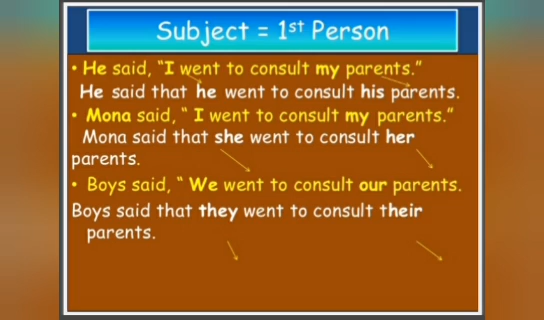 Subject = 1st Person
• He said, “I went to consult my parents.”
He said that he went to consult his parents.
• Mona said, “ I went to consult my parents.”
Mona said that she went to consult her
parents.
• Boys said, “ We went to consult our parents.
Boys said that they went to consult their
parents.